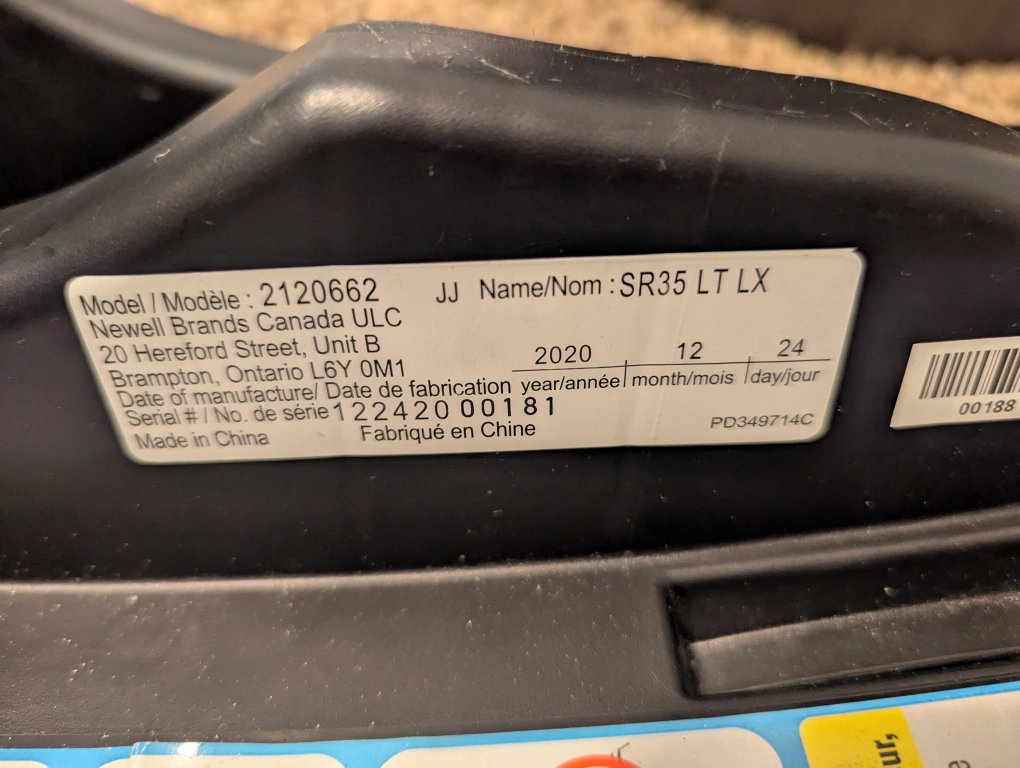 Model / Modèle : 2120662 JJ Name/Nom : SR35 LT LX
Newell Brands Canada ULC
20 Hereford Street, Unit B
Brampton, Ontario L6Y 0M1
2020 12 24
Date of manufacture/ Date de fabrication year/année month/mois day/jour
Serial # / No. de série 122420 00181
Made in China Fabriqué en Chine PD349714C
00188
ur,